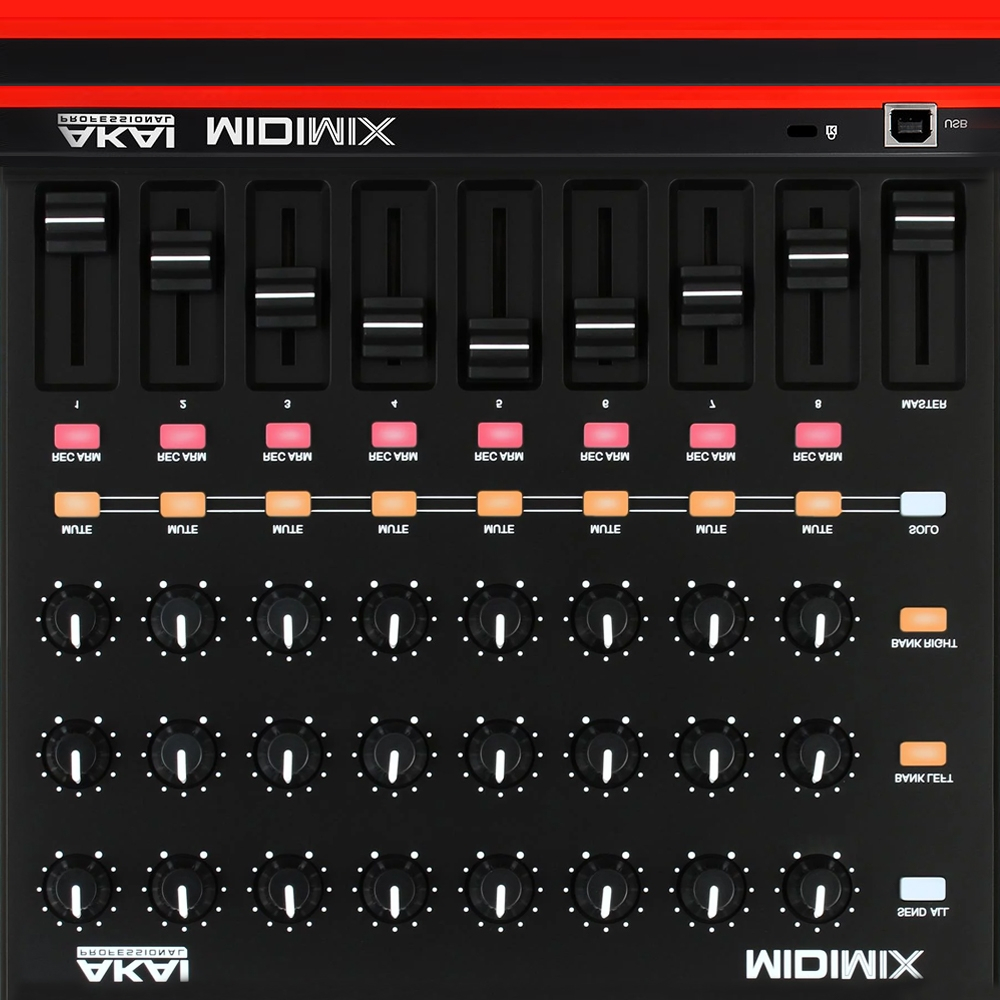 PROFESSIONAL
AKAI MIDIMIX
USB
1 2 3 4 5 6 7 8 MASTER
REC ARM REC ARM REC ARM REC ARM REC ARM REC ARM REC ARM REC ARM
MUTE MUTE MUTE MUTE MUTE MUTE MUTE MUTE SOLO
BANK RIGHT
BANK LEFT
SEND ALL
PROFESSIONAL
AKAI MIDIMIX